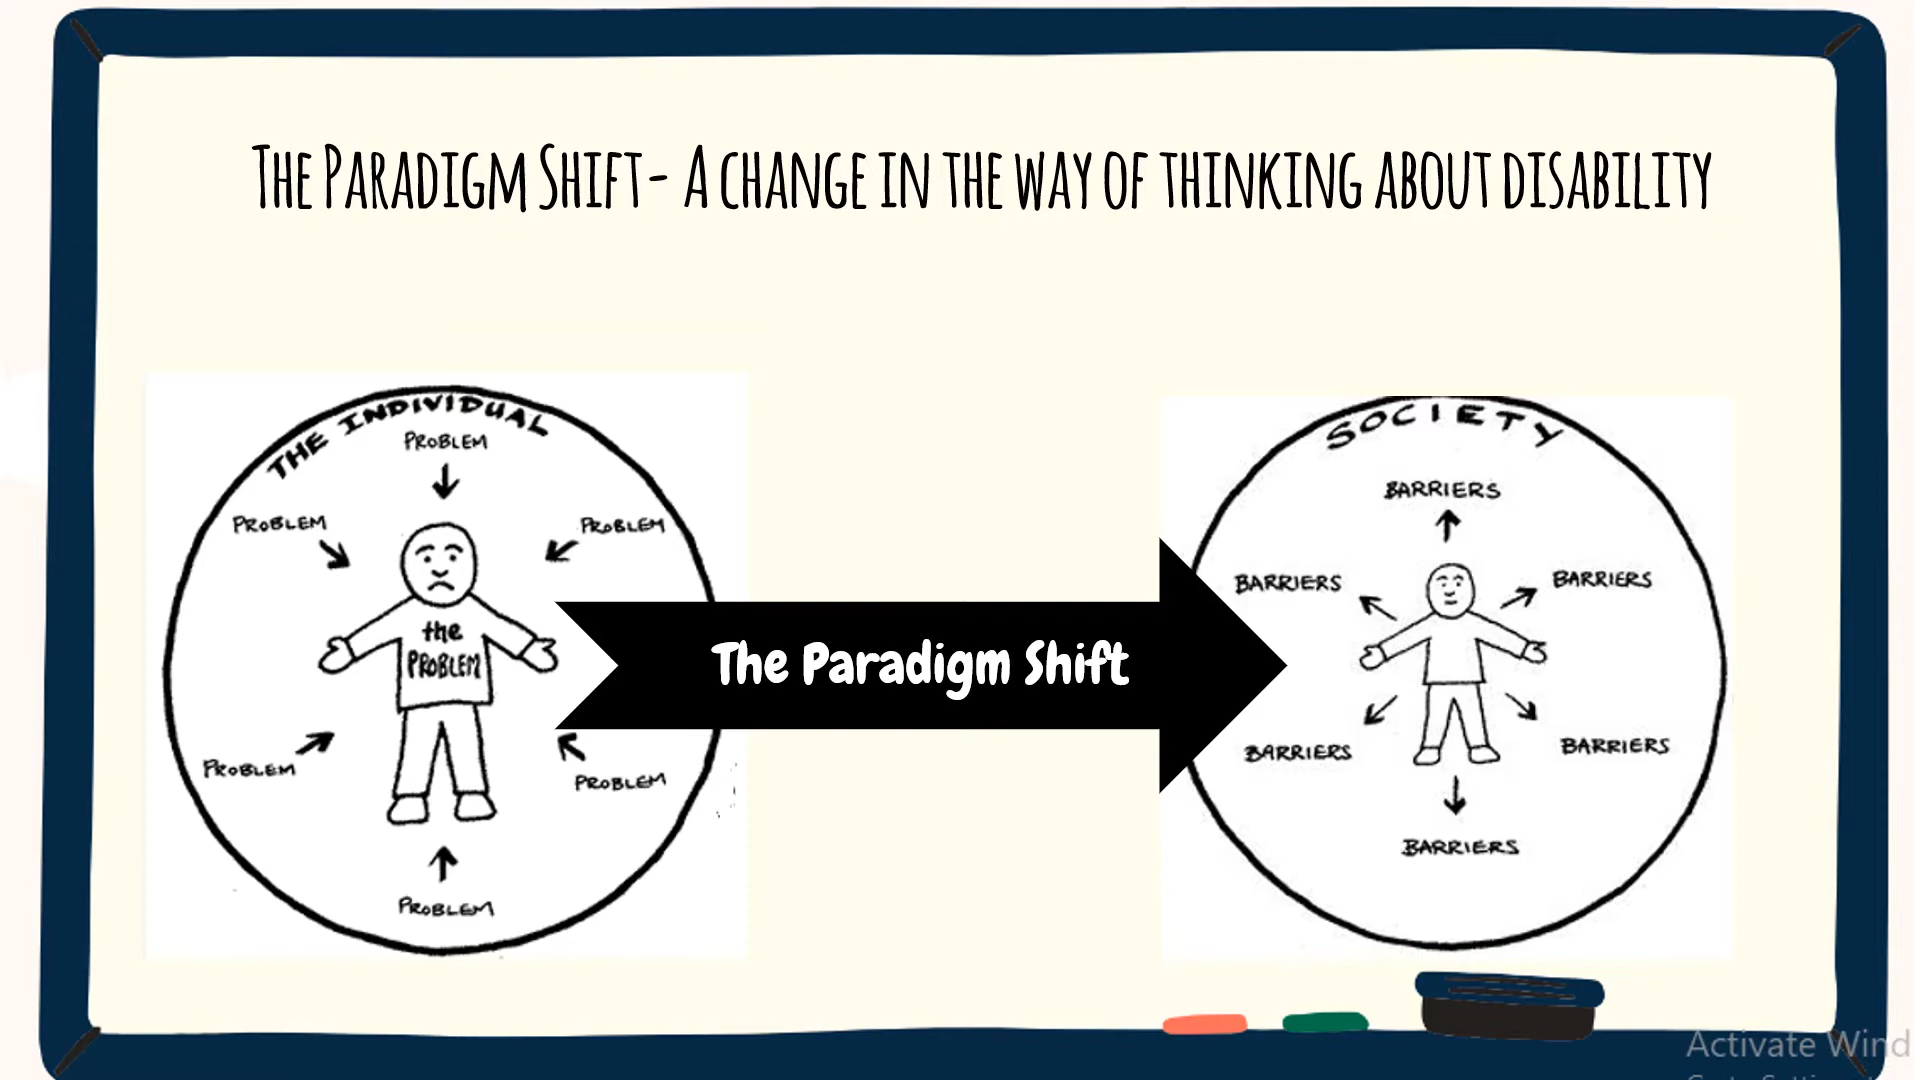 The Paradigm Shift- A change in the way of thinking about disability
THE INDIVIDUAL
PROBLEM
PROBLEM
PROBLEM
the
PROBLEM
PROBLEM
PROBLEM
PROBLEM
The Paradigm Shift
SOCIETY
BARRIERS
BARRIERS
BARRIERS
BARRIERS
BARRIERS
BARRIERS
Activate Wind